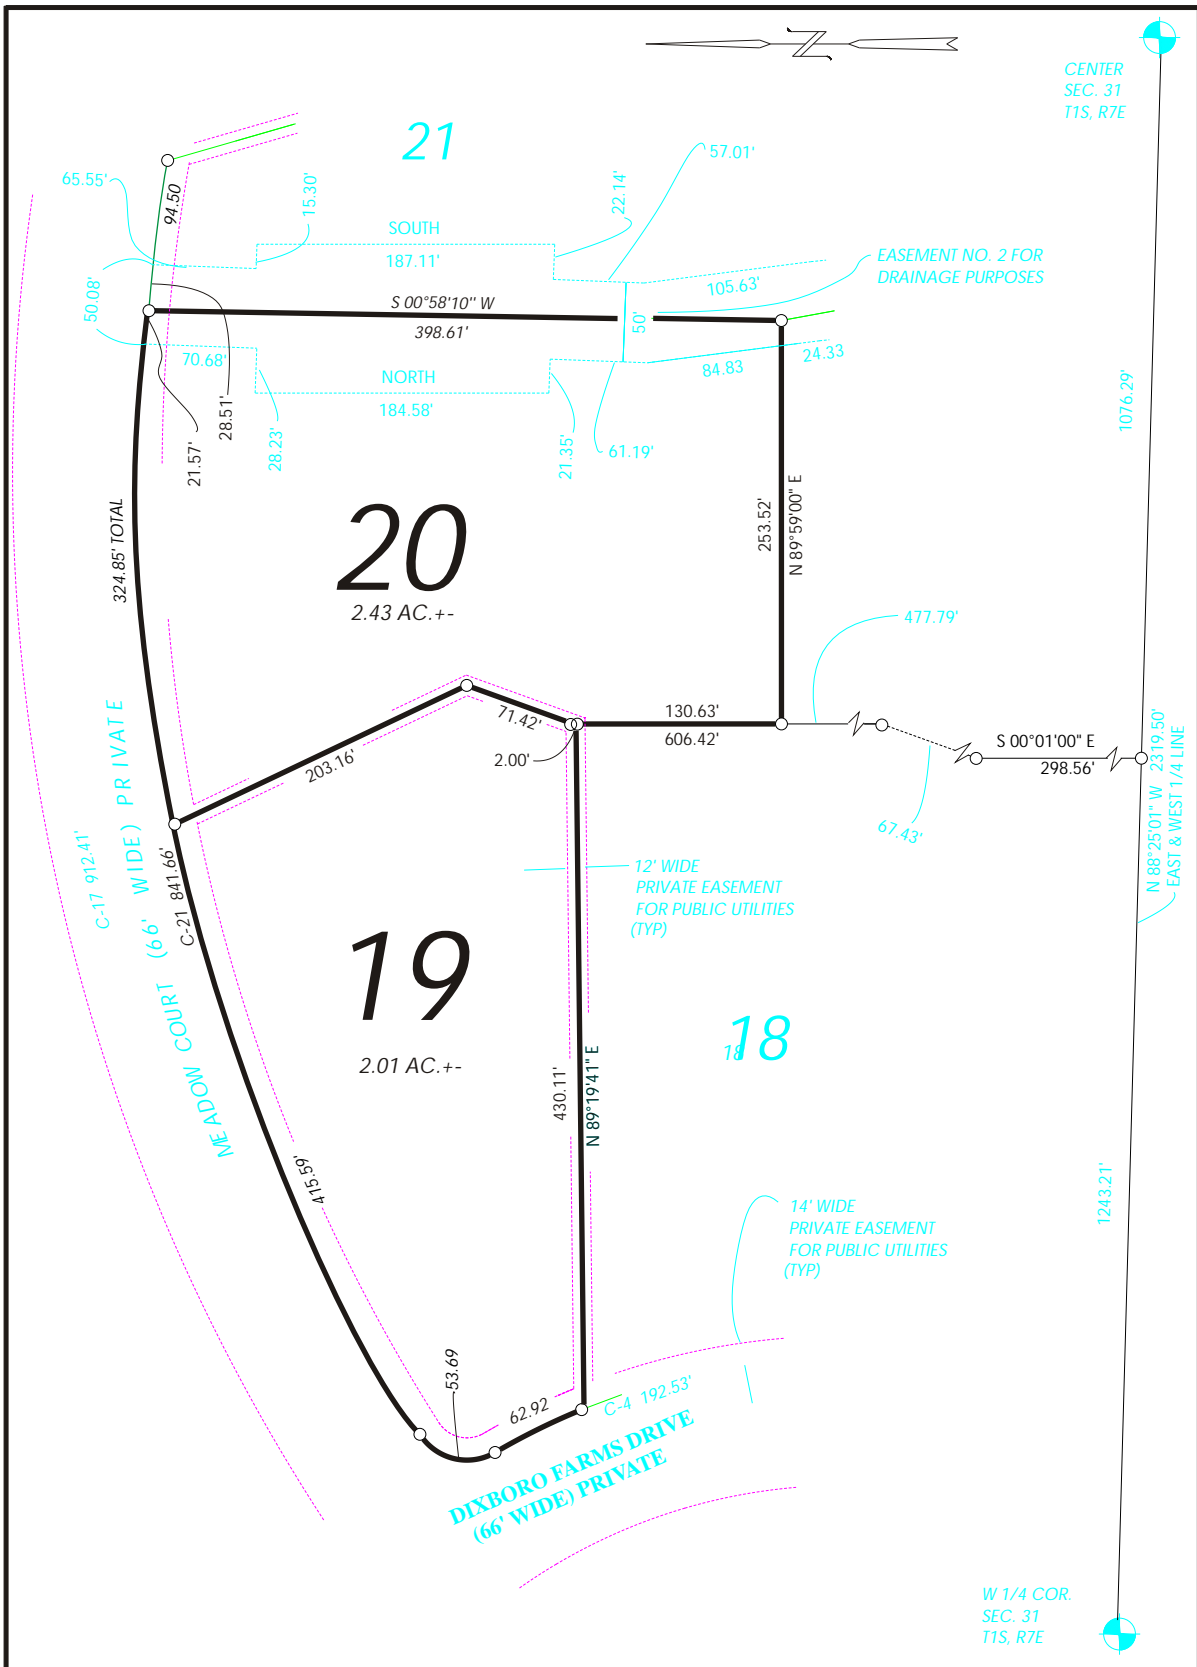 CENTER
SEC. 31
T1S, R7E
21
57.01'
65.55'
94.50
15.30'
22.14'
SOUTH
187.11'
EASEMENT NO. 2 FOR
DRAINAGE PURPOSES
50.08'
105.63'
S 00°58'10" W
398.61'
50'
70.68'
NORTH
184.58'
84.83
24.33
28.51'
21.57'
28.23'
21.35'
61.19'
1076.29'
324.85' TOTAL
20
2.43 AC.+-
253.52'
N 89°59'00" E
477.79'
71.42'
130.63'
606.42'
2.00'
203.16'
S 00°01'00" E
298.56'
67.43'
N 88°25'01" W 2319.50'
EAST & WEST 1/4 LINE
C-17 912.41'
MEADOW COURT (66' WIDE) PRIVATE
C-21 841.66'
12' WIDE
PRIVATE EASEMENT
FOR PUBLIC UTILITIES
(TYP)
19
2.01 AC.+-
18
18
430.11'
N 89°19'41" E
415.59'
14' WIDE
PRIVATE EASEMENT
FOR PUBLIC UTILITIES
(TYP)
1243.21'
53.69
62.92
C-4 192.53'
DIXBORO FARMS DRIVE
(66' WIDE) PRIVATE
W 1/4 COR.
SEC. 31
T1S, R7E